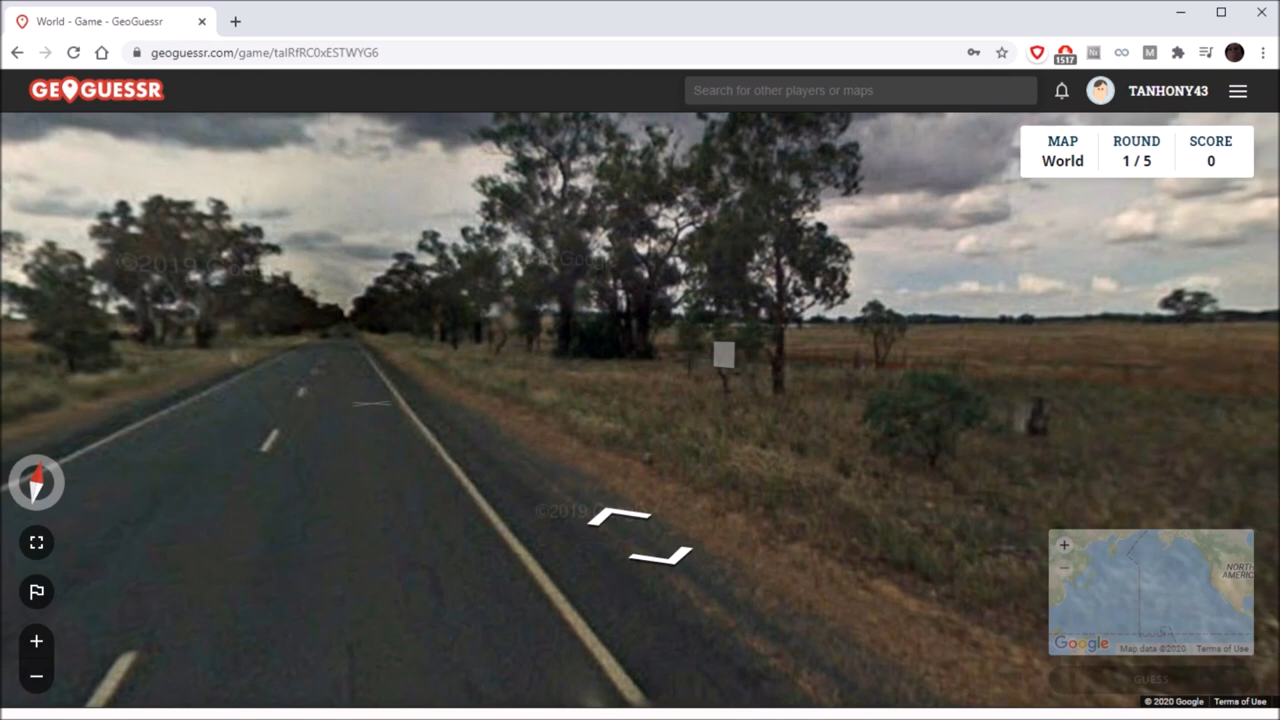 World - Game - GeoGuessr
geoguessr.com/game/taIRfRC0xESTWYG6
1517
M
GEOGUESSR
Search for other players or maps
TANHONY43
MAP ROUND SCORE
World 1 / 5 0
©2019 Google
NORTH
AMERIC
Google Map data ©2020 Terms of Use
GUESS
© 2020 Google Terms of Use